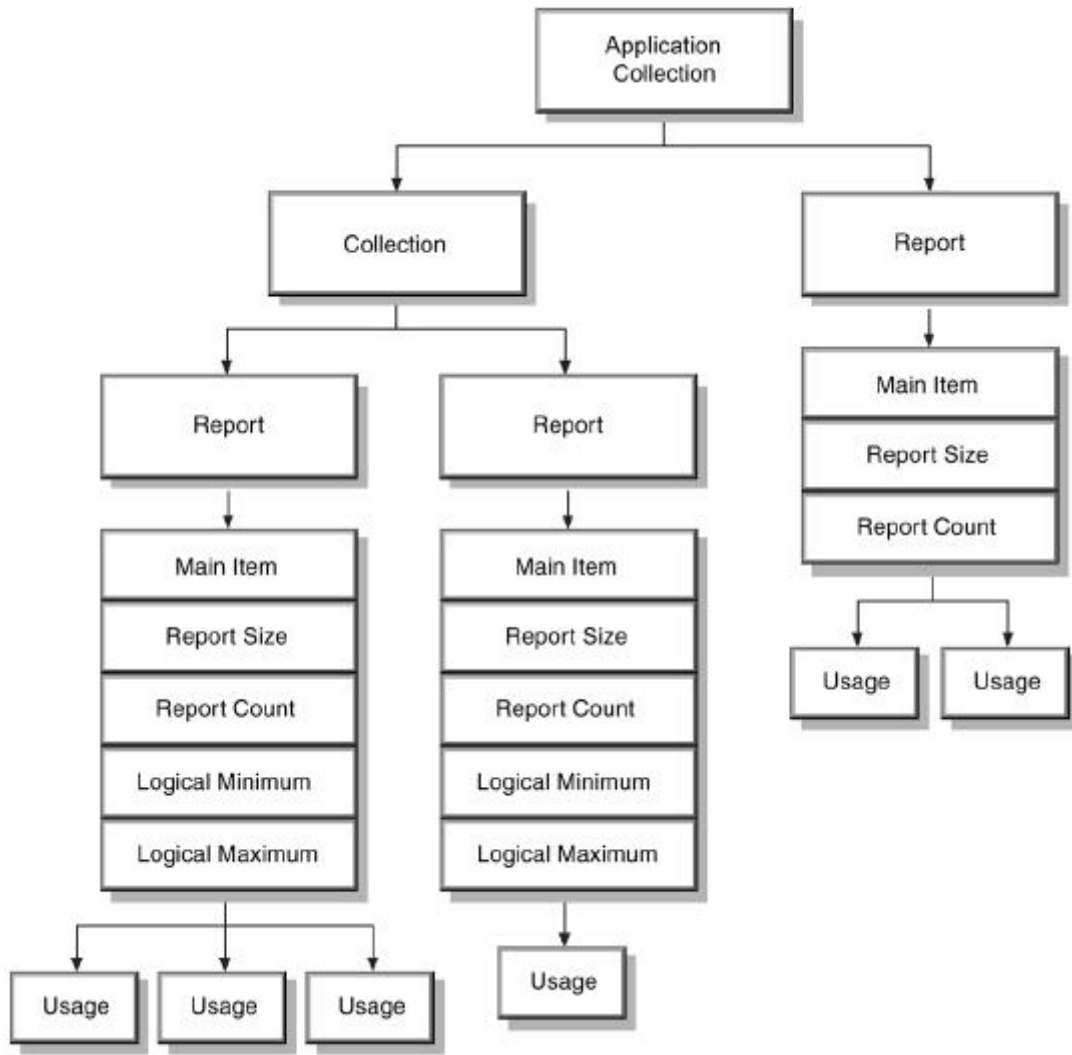 Application
Collection
Collection
Report
Report
Report
Main Item
Report Size
Report Count
Main Item
Report Size
Report Count
Logical Minimum
Logical Maximum
Main Item
Report Size
Report Count
Logical Minimum
Logical Maximum
Usage
Usage
Usage
Usage
Usage
Usage